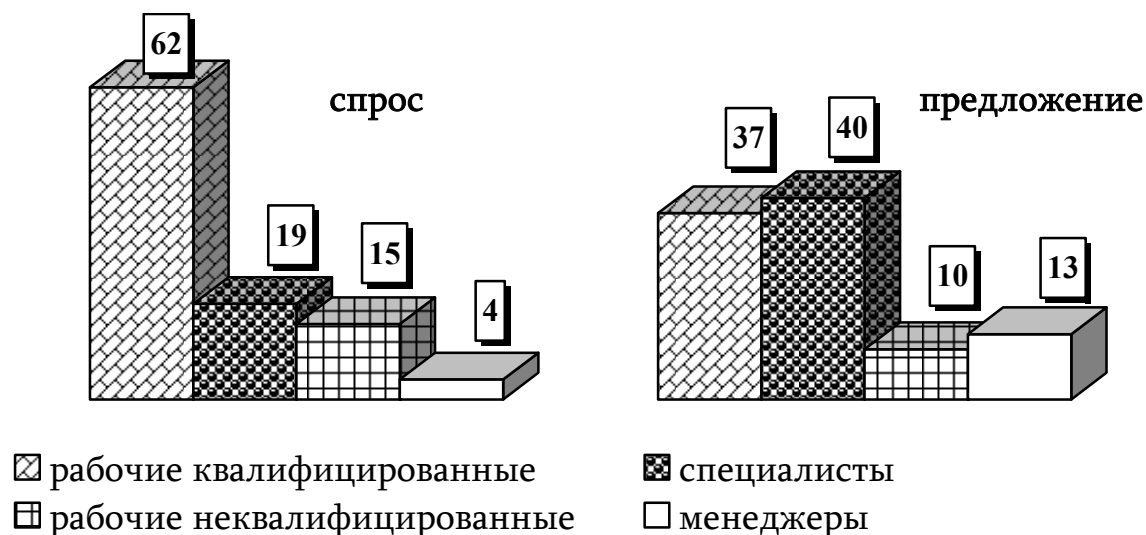 62
спрос
предложение
37
40
19
15
4
10
13
рабочие квалифицированные
специалисты
рабочие неквалифицированные
менеджеры